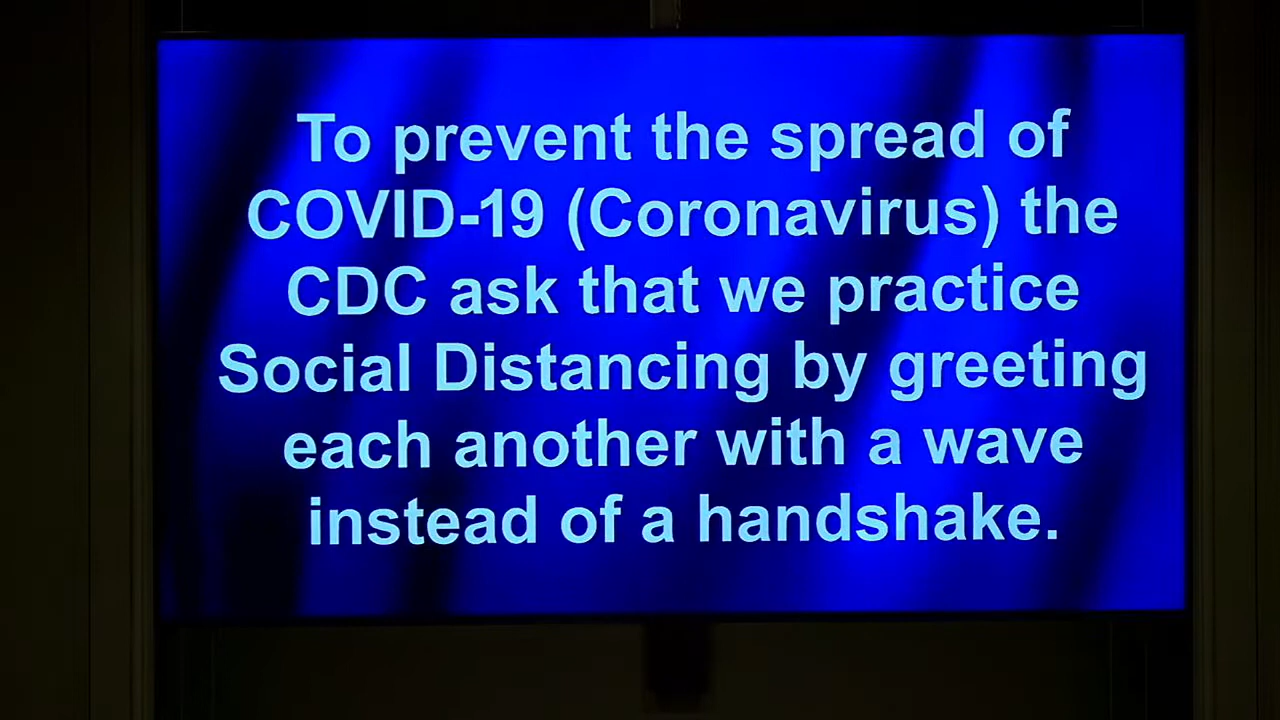 To prevent the spread of
COVID-19 (Coronavirus) the
CDC ask that we practice
Social Distancing by greeting
each another with a wave
instead of a handshake.